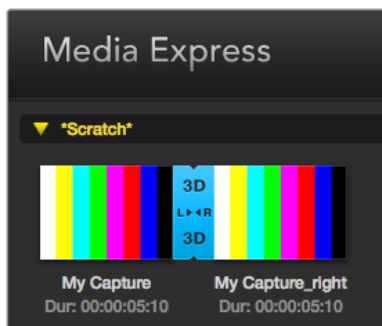 Media Express
*Scratch*
3D
L R
3D
My Capture My Capture_right
Dur: 00:00:05:10 Dur: 00:00:05:10